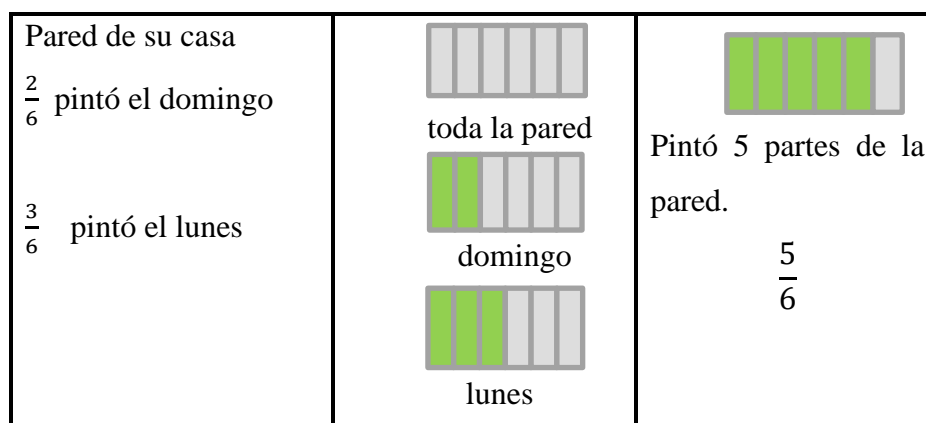 Pared de su casa
2/6 pintó el domingo
3/6 pintó el lunes
toda la pared
domingo
lunes
Pintó 5 partes de la
pared.
5/6